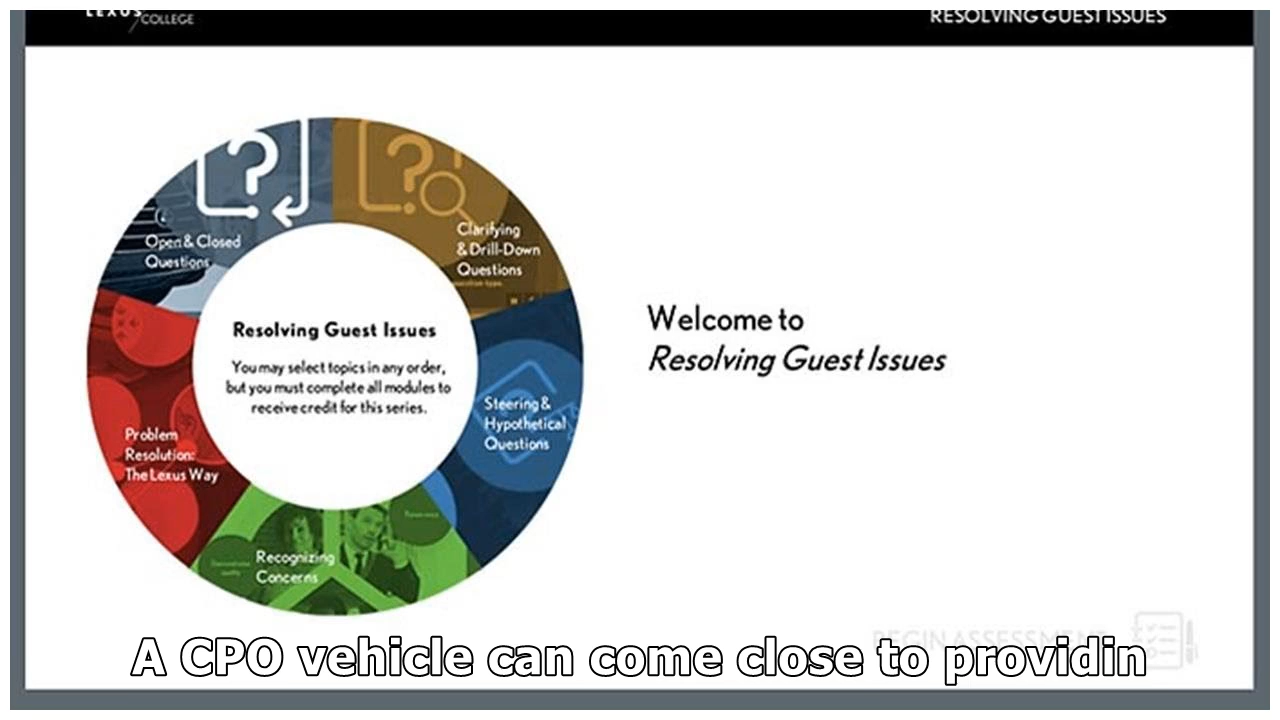 LEXUS
COLLEGE
RESOLVING GUEST ISSUES
Open & Closed
Questions
Clarifying
& Drill-Down
Questions
Resolving Guest Issues
You may select topics in any order,
but you must complete all modules to
receive credit for this series.
Welcome to
Resolving Guest Issues
Steering &
Hypothetical
Questions
Problem
Resolution:
The Lexus Way
Recognizing
Concerns
BEGIN ASSESSMENT
A CPO vehicle can come close to providin